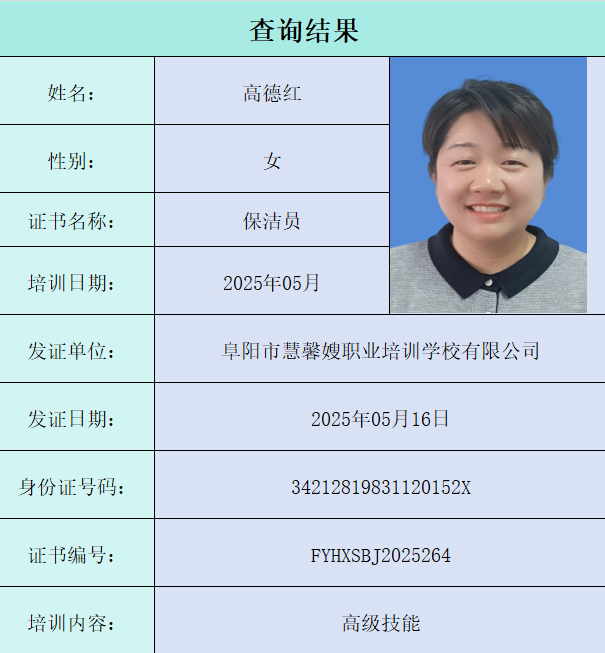 查询结果
姓名： 高德红
性别： 女
证书名称： 保洁员
培训日期： 2025年05月
发证单位： 阜阳市慧馨嫂职业培训学校有限公司
发证日期： 2025年05月16日
身份证号码： 34212819831120152X
证书编号： FYHXSBJ2025264
培训内容： 高级技能